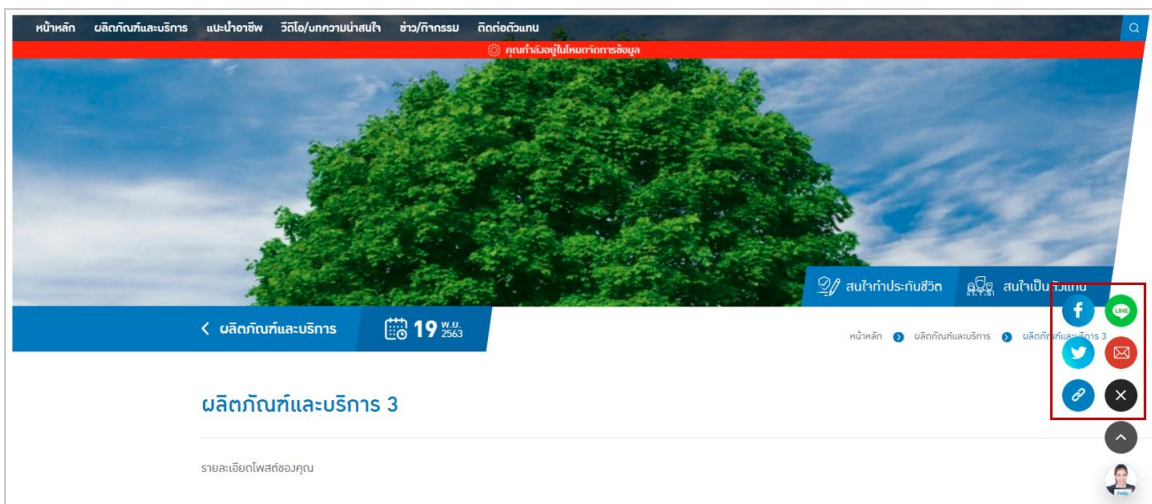 หน้าหลัก ผลิตภัณฑ์และบริการ แนะนำอาชีพ วีดิโอ/บทความน่าสนใจ ข่าว/กิจกรรม ติดต่อตัวแทน
คุณกำลังอยู่ในโหมดจัดการข้อมูล
สนใจทำประกันชีวิต สนใจเป็นตัวแทน
ผลิตภัณฑ์และบริการ 19 พ.ย. 2563
หน้าหลัก ผลิตภัณฑ์และบริการ ผลิตภัณฑ์และบริการ 3
LINE
ผลิตภัณฑ์และบริการ 3
รายละเอียดโพสต์ของคุณ